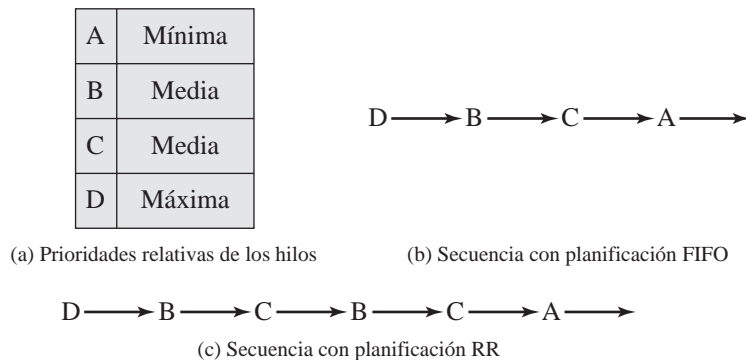 A Mínima
B Media
C Media
D Máxima
(a) Prioridades relativas de los hilos
D B C A
(b) Secuencia con planificación FIFO
D B C B C A
(c) Secuencia con planificación RR